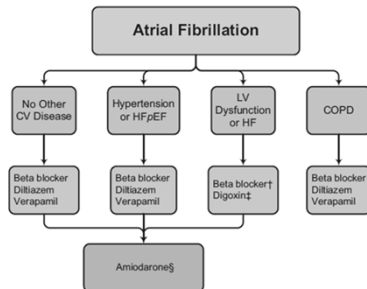 Atrial Fibrillation
No Other
CV Disease
Hypertension
or HFpEF
LV
Dysfunction
or HF
COPD
Beta blocker
Diltiazem
Verapamil
Beta blocker
Diltiazem
Verapamil
Beta blocker†
Digoxin‡
Beta blocker
Diltiazem
Verapamil
Amiodarone§